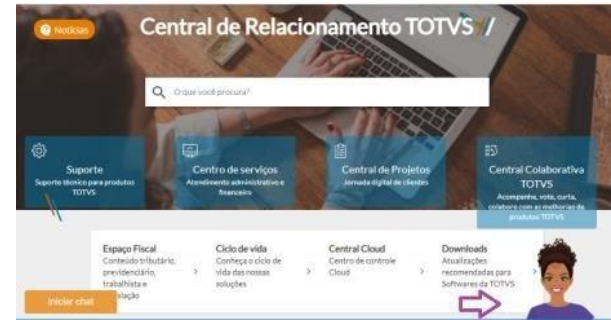 Notícias
Central de Relacionamento TOTVS //
O que você procura?
Suporte
Suporte técnico para produtos
TOTVS
Centro de serviços
Atendimento administrativo e
financeiro
Central de Projetos
Jornada digital de clientes
Central Colaborativa
TOTVS
Acompanhe, vote, curta,
colabore com as melhorias de
produtos TOTVS
Espaço Fiscal
Conteúdo tributário,
previdenciário,
trabalhista e
islação
Ciclo de vida
Conheça o ciclo de
vida das nossas
soluções
Central Cloud
Centro de controle
Cloud
Downloads
Atualizações
recomendadas para
Softwares da TOTVS
Iniciar chat